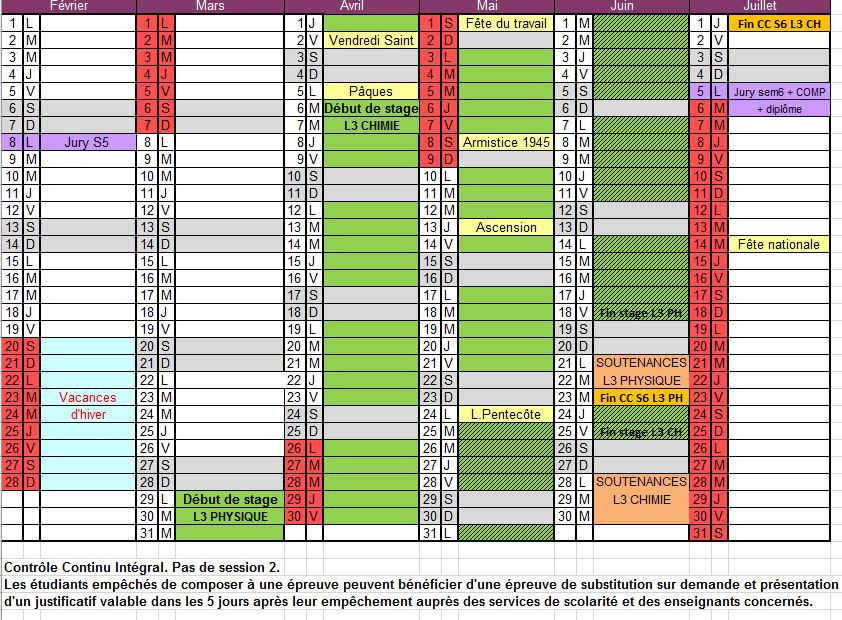 Février Mars Avril Mai Juin Juillet
1 L 1 L 1 J 1 S Fête du travail 1 M 1 J Fin CC S6 L3 CH
2 M 2 M 2 V Vendredi Saint 2 D 2 M 2 V
3 M 3 M 3 S 3 L 3 J 3 S
4 J 4 J 4 D 4 M 4 V 4 D
5 V 5 V 5 L Pâques 5 M 5 S 5 L Jury sem6 + COMP
6 S 6 S 6 M Début de stage 6 J 6 D 6 M + diplôme
7 D 7 D 7 M L3 CHIMIE 7 V 7 L 7 M
8 L Jury S5 8 L 8 J 8 S Armistice 1945 8 M 8 J
9 M 9 M 9 V 9 D 9 M 9 V
10 M 10 M 10 S 10 L 10 J 10 S
11 J 11 J 11 D 11 M 11 V 11 D
12 V 12 V 12 L 12 M 12 S 12 L
13 S 13 S 13 M 13 J Ascension 13 D 13 M
14 D 14 D 14 M 14 V 14 L 14 M Fête nationale
15 L 15 L 15 J 15 S 15 M 15 J
16 M 16 M 16 V 16 D 16 M 16 V
17 M 17 M 17 S 17 L 17 J 17 S
18 J 18 J 18 D 18 M 18 V Fin stage L3 PH 18 D
19 V 19 V 19 L 19 M 19 S 19 L
20 S 20 S 20 M 20 J 20 D 20 M
21 D 21 D 21 M 21 V 21 L SOUTENANCES 21 M
22 L 22 L 22 J 22 S 22 M L3 PHYSIQUE 22 J
23 M Vacances 23 M 23 V 23 D 23 M Fin CC S6 L3 PH 23 V
24 M d'hiver 24 M 24 S 24 L L.Pentecôte 24 J 24 S
25 J 25 J 25 D 25 M 25 V Fin stage L3 CH 25 D
26 V 26 V 26 L 26 M 26 S 26 L
27 S 27 S 27 M 27 J 27 D 27 M
28 D 28 D 28 M 28 V 28 L SOUTENANCES 28 M
29 L Début de stage 29 J 29 S 29 M L3 CHIMIE 29 J
30 M L3 PHYSIQUE 30 V 30 D 30 M 30 V
31 M 31 L 31 S
Contrôle Continu Intégral. Pas de session 2.
Les étudiants empêchés de composer à une épreuve peuvent bénéficier d'une épreuve de substitution sur demande et présentation
d'un justificatif valable dans les 5 jours après leur empêchement auprès des services de scolarité et des enseignants concernés.